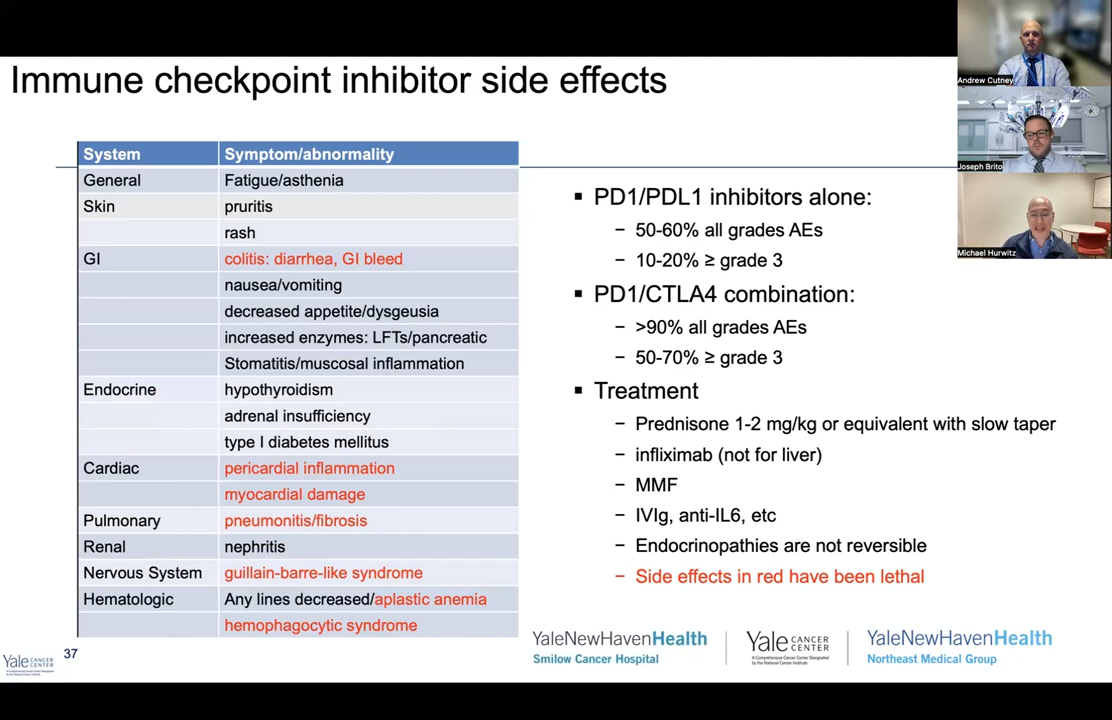 Immune checkpoint inhibitor side effects
System Symptom/abnormality
General Fatigue/asthenia
Skin pruritis
rash
GI colitis: diarrhea, GI bleed
nausea/vomiting
decreased appetite/dysgeusia
increased enzymes: LFTs/pancreatic
Stomatitis/muscosal inflammation
Endocrine hypothyroidism
adrenal insufficiency
type I diabetes mellitus
Cardiac pericardial inflammation
myocardial damage
Pulmonary pneumonitis/fibrosis
Renal nephritis
Nervous System guillain-barre-like syndrome
Hematologic Any lines decreased/aplastic anemia
hemophagocytic syndrome
▪ PD1/PDL1 inhibitors alone:
− 50-60% all grades AEs
− 10-20% ≥ grade 3
▪ PD1/CTLA4 combination:
− >90% all grades AEs
− 50-70% ≥ grade 3
▪ Treatment
− Prednisone 1-2 mg/kg or equivalent with slow taper
− infliximab (not for liver)
− MMF
− IVIg, anti-IL6, etc
− Endocrinopathies are not reversible
− Side effects in red have been lethal
Andrew Cutney
Joseph Brito
Michael Hurwitz
Yale CANCER CENTER
37
YaleNewHavenHealth
Smilow Cancer Hospital
Yale CANCER CENTER
A Comprehensive Cancer Center Designated by the National Cancer Institute
YaleNewHavenHealth
Northeast Medical Group